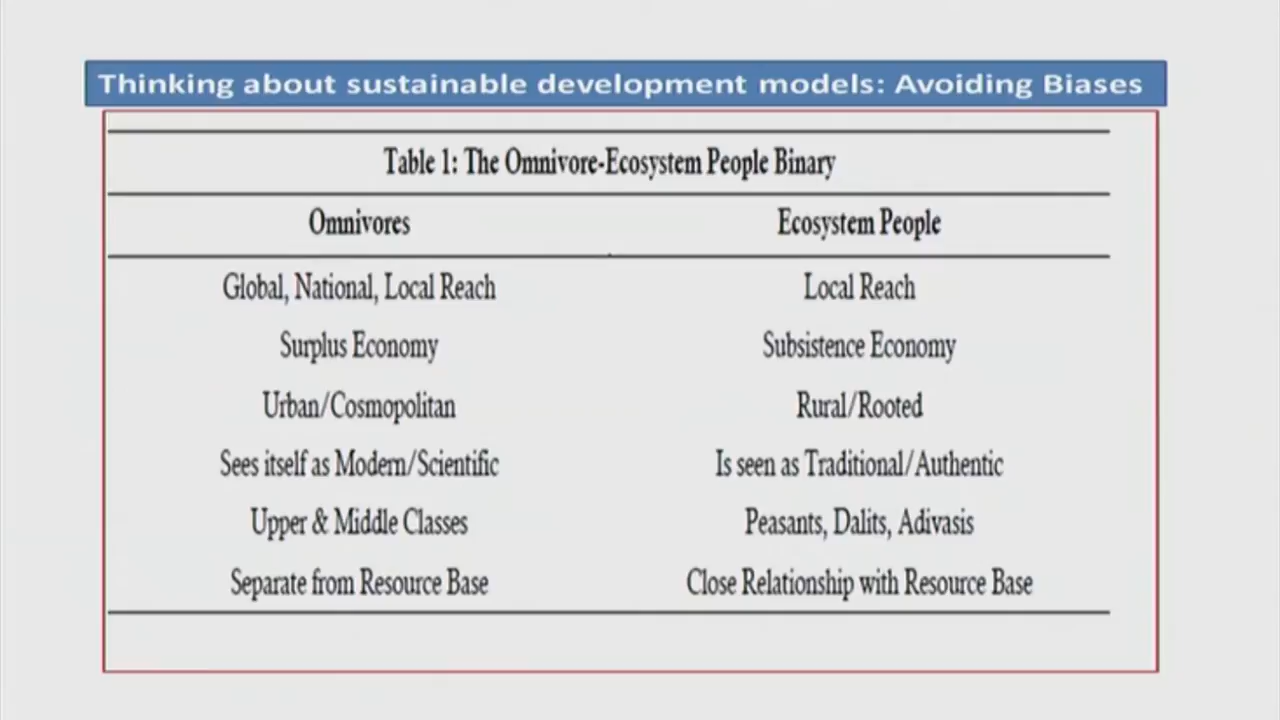 Thinking about sustainable development models: Avoiding Biases
Table 1: The Omnivore-Ecosystem People Binary
Omnivores Ecosystem People
Global, National, Local Reach Local Reach
Surplus Economy Subsistence Economy
Urban/Cosmopolitan Rural/Rooted
Sees itself as Modern/Scientific Is seen as Traditional/Authentic
Upper & Middle Classes Peasants, Dalits, Adivasis
Separate from Resource Base Close Relationship with Resource Base